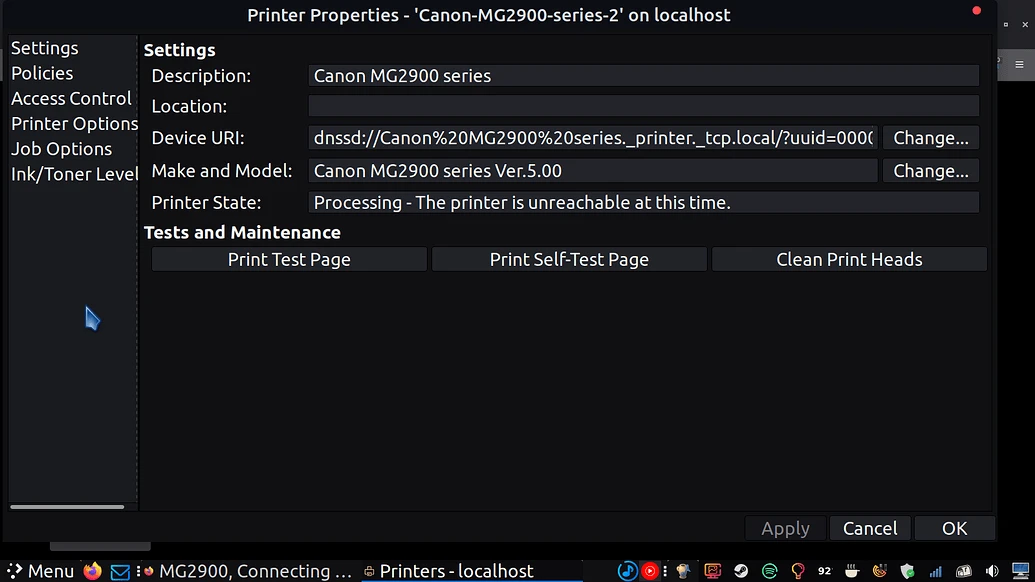 Printer Properties - 'Canon-MG2900-series-2' on localhost
Settings
Policies
Access Control
Printer Options
Job Options
Ink/Toner Level
Settings
Description: Canon MG2900 series
Location:
Device URI: dnssd://Canon%20MG2900%20series._printer._tcp.local/?uuid=0000 Change...
Make and Model: Canon MG2900 series Ver.5.00 Change...
Printer State: Processing - The printer is unreachable at this time.
Tests and Maintenance
Print Test Page Print Self-Test Page Clean Print Heads
Apply Cancel OK
Menu MG2900, Connecting ... Printers - localhost 92°